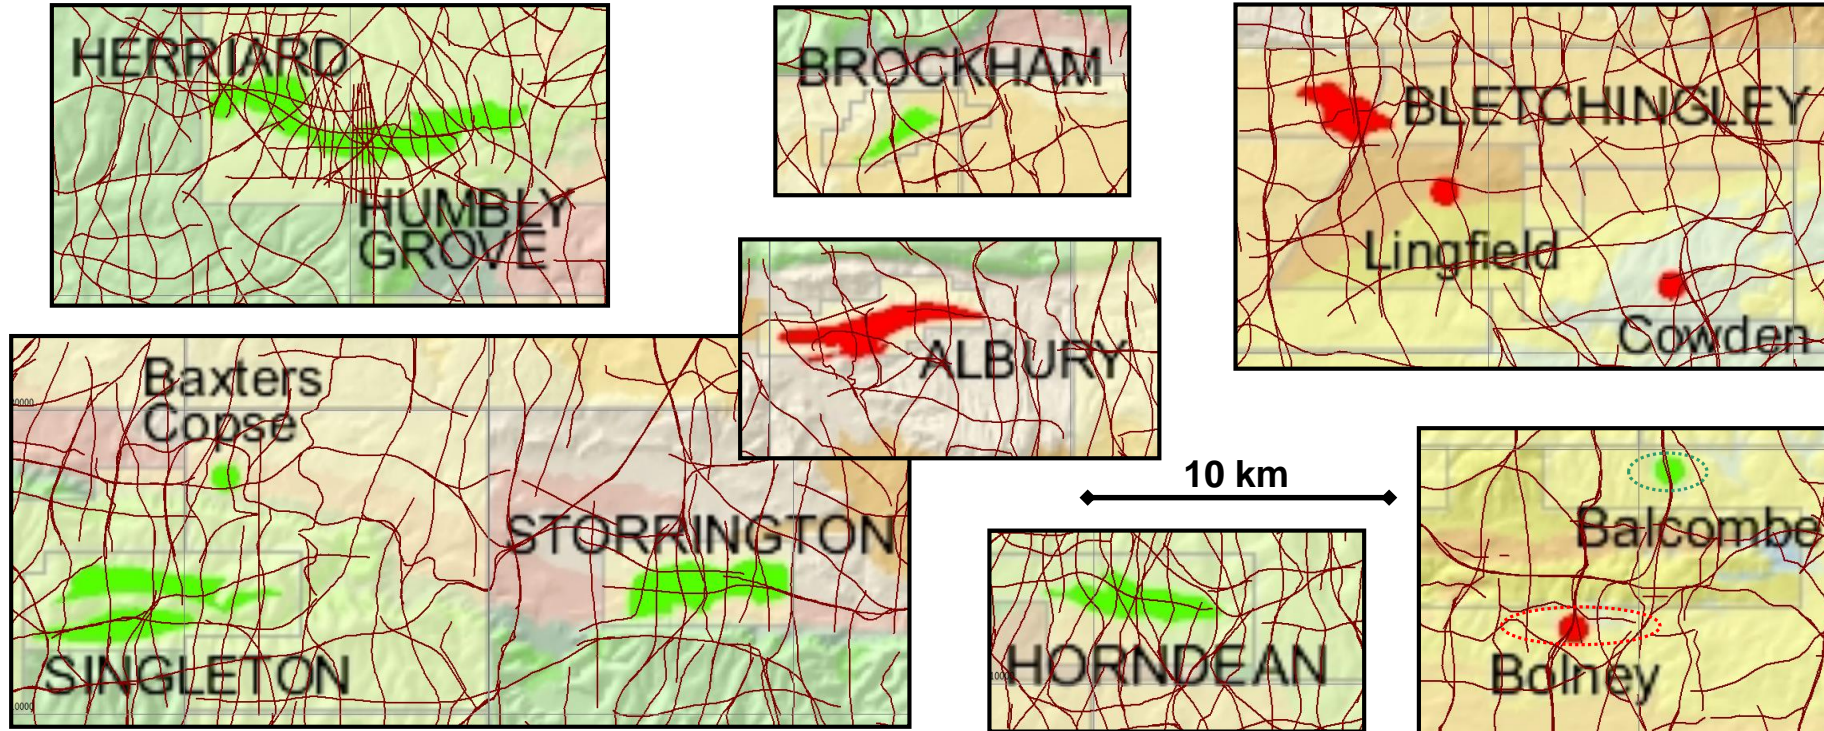 HERRIARD
HUMBLY
GROVE
BROCKHAM
BLETCHINGLEY
Lingfield
Cowden
ALBURY
Baxters
Copse
STORRINGTON
SINGLETON
10 km
HORNDEAN
Balcombe
Bolney